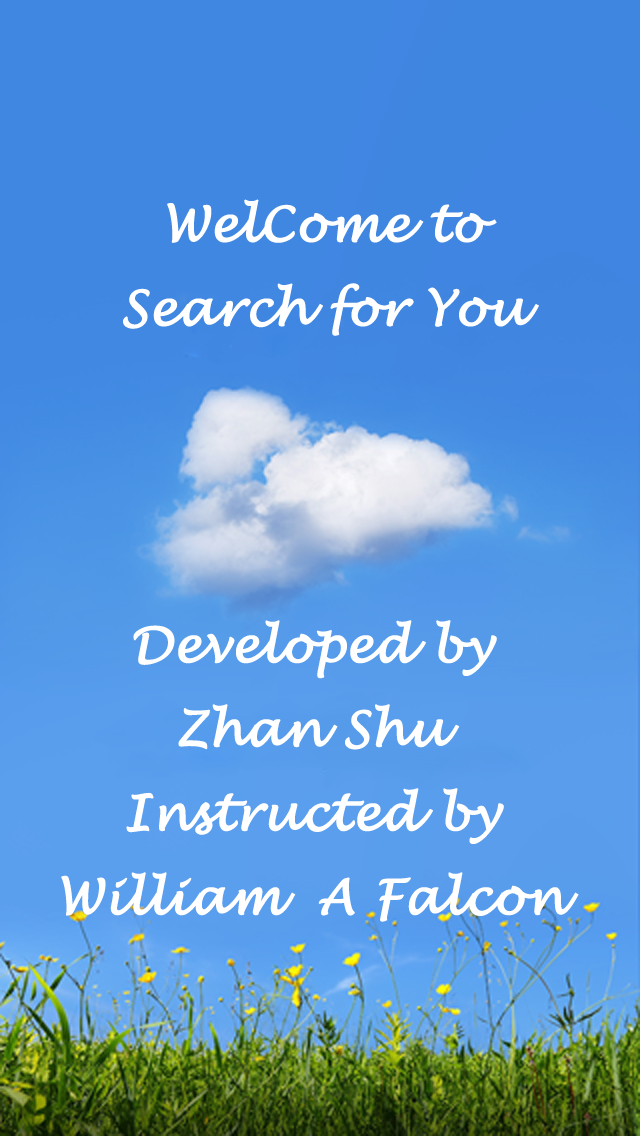 WelCome to
Search for You
Developed by
Zhan Shu
Instructed by
William A Falcon